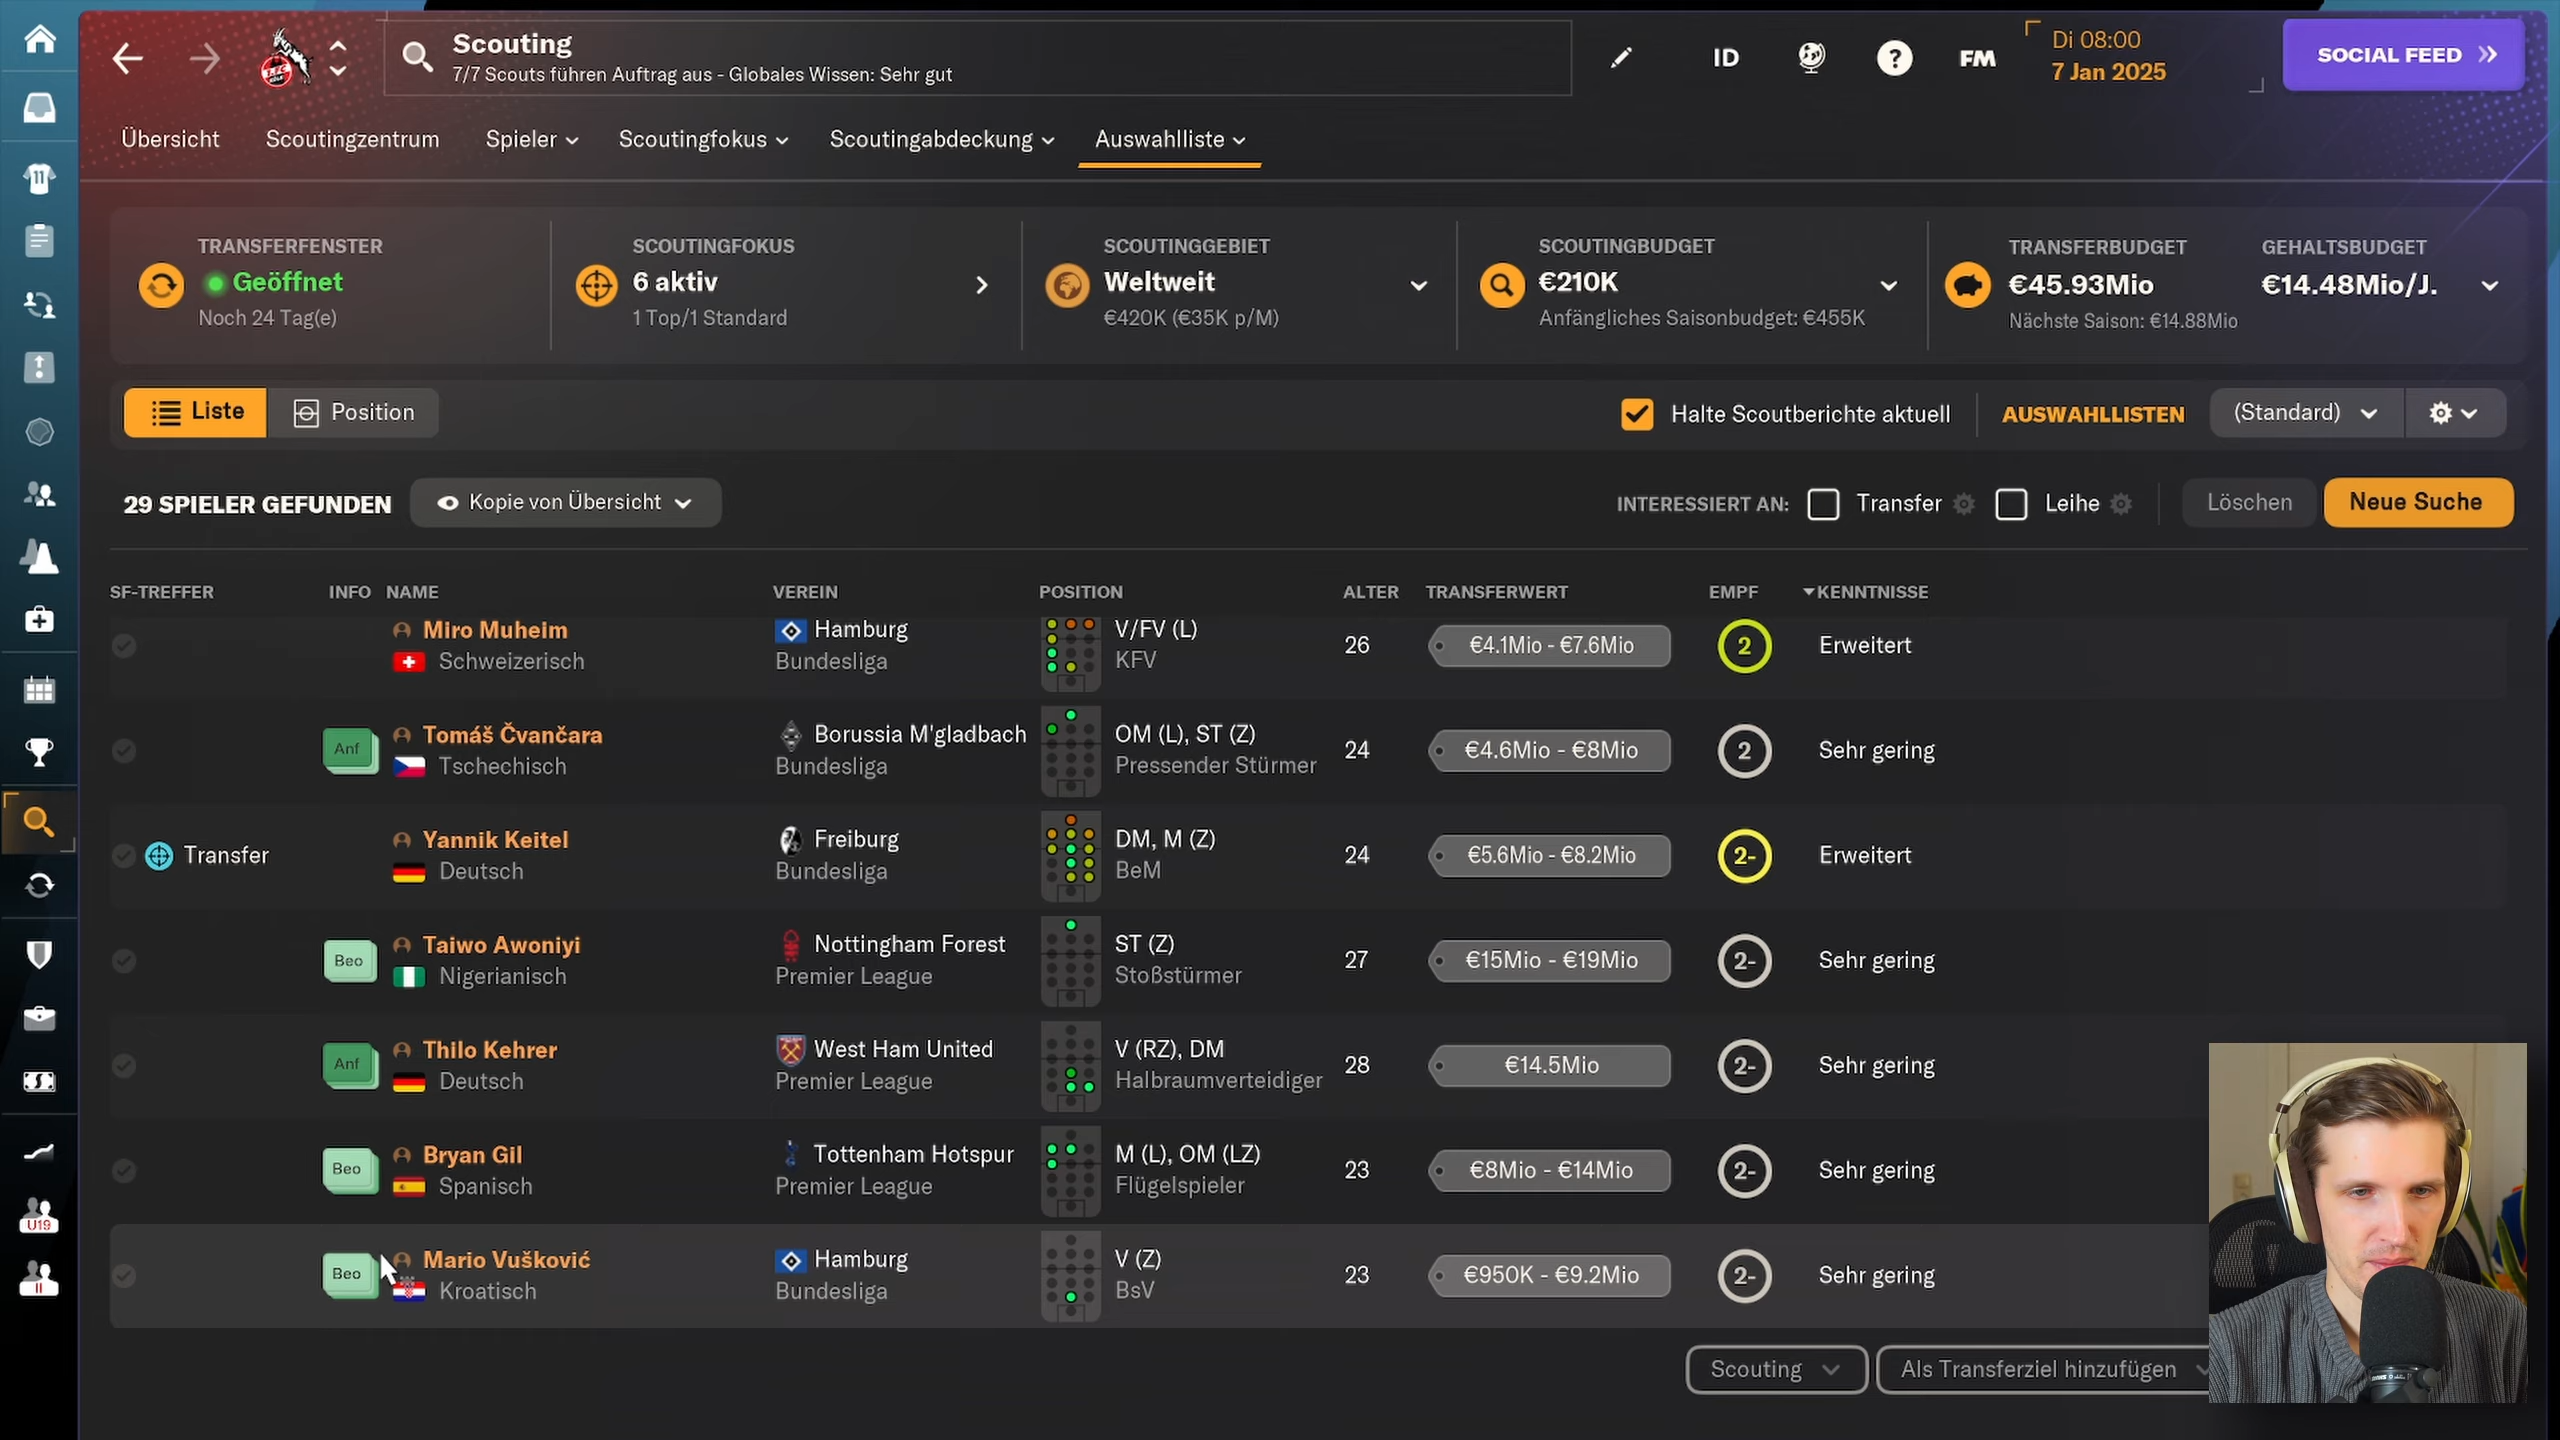 Scouting
7/7 Scouts führen Auftrag aus - Globales Wissen: Sehr gut
ID
FM
Di 08:00
7 Jan 2025
SOCIAL FEED
Übersicht
Scoutingzentrum
Spieler
Scoutingfokus
Scoutingabdeckung
Auswahlliste
11
TRANSFERFENSTER
Geöffnet
Noch 24 Tag(e)
SCOUTINGFOKUS
6 aktiv
1 Top/1 Standard
SCOUTINGGEBIET
Weltweit
€420K (€35K p/M)
SCOUTINGBUDGET
€210K
Anfängliches Saisonbudget: €455K
TRANSFERBUDGET
€45.93Mio
Nächste Saison: €14.88Mio
GEHALTSBUDGET
€14.48Mio/J.
Liste
Position
Halte Scoutberichte aktuell
AUSWAHLLISTEN
(Standard)
29 SPIELER GEFUNDEN
Kopie von Übersicht
INTERESSIERT AN:
Transfer
Leihe
Löschen
Neue Suche
SF-TREFFER INFO NAME VEREIN POSITION ALTER TRANSFERWERT EMPF KENNTNISSE
Miro Muheim Hamburg V/FV (L) 26 €4.1Mio - €7.6Mio 2 Erweitert
Schweizerisch Bundesliga KFV
Anf Tomáš Čvančara Borussia M'gladbach OM (L), ST (Z) 24 €4.6Mio - €8Mio 2 Sehr gering
Tschechisch Bundesliga Pressender Stürmer
Transfer Yannik Keitel Freiburg DM, M (Z) 24 €5.6Mio - €8.2Mio 2- Erweitert
Deutsch Bundesliga BeM
Beo Taiwo Awoniyi Nottingham Forest ST (Z) 27 €15Mio - €19Mio 2- Sehr gering
Nigerianisch Premier League Stoßstürmer
Anf Thilo Kehrer West Ham United V (RZ), DM 28 €14.5Mio 2- Sehr gering
Deutsch Premier League Halbraumverteidiger
Beo Bryan Gil Tottenham Hotspur M (L), OM (LZ) 23 €8Mio - €14Mio 2- Sehr gering
Spanisch Premier League Flügelspieler
Beo Mario Vušković Hamburg V (Z) 23 €950K - €9.2Mio 2- Sehr gering
Kroatisch Bundesliga BsV
U19
II
Scouting
Als Transferziel hinzufügen